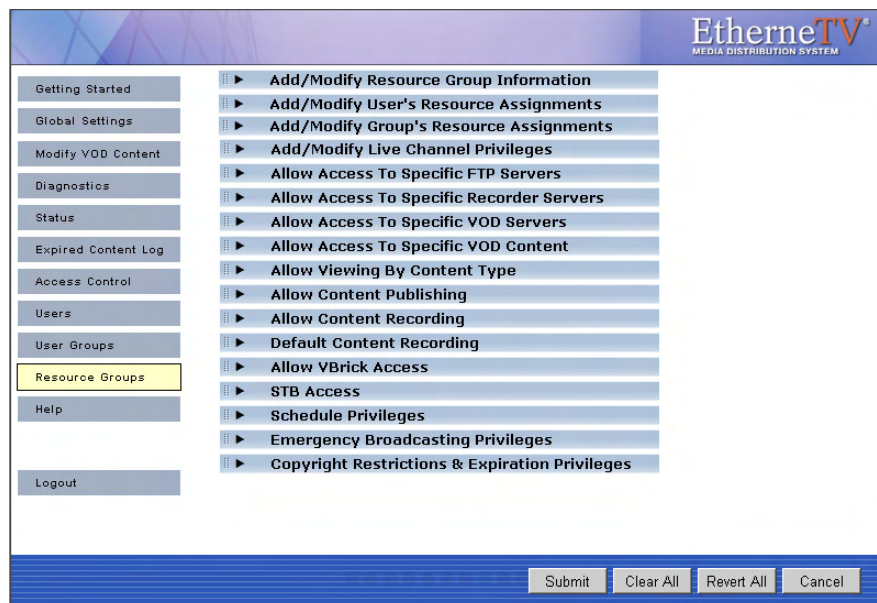 EtherneTV®
MEDIA DISTRIBUTION SYSTEM
Getting Started
Global Settings
Modify VOD Content
Diagnostics
Status
Expired Content Log
Access Control
Users
User Groups
Resource Groups
Help
Logout
Add/Modify Resource Group Information
Add/Modify User's Resource Assignments
Add/Modify Group's Resource Assignments
Add/Modify Live Channel Privileges
Allow Access To Specific FTP Servers
Allow Access To Specific Recorder Servers
Allow Access To Specific VOD Servers
Allow Access To Specific VOD Content
Allow Viewing By Content Type
Allow Content Publishing
Allow Content Recording
Default Content Recording
Allow VBrick Access
STB Access
Schedule Privileges
Emergency Broadcasting Privileges
Copyright Restrictions & Expiration Privileges
Submit
Clear All
Revert All
Cancel